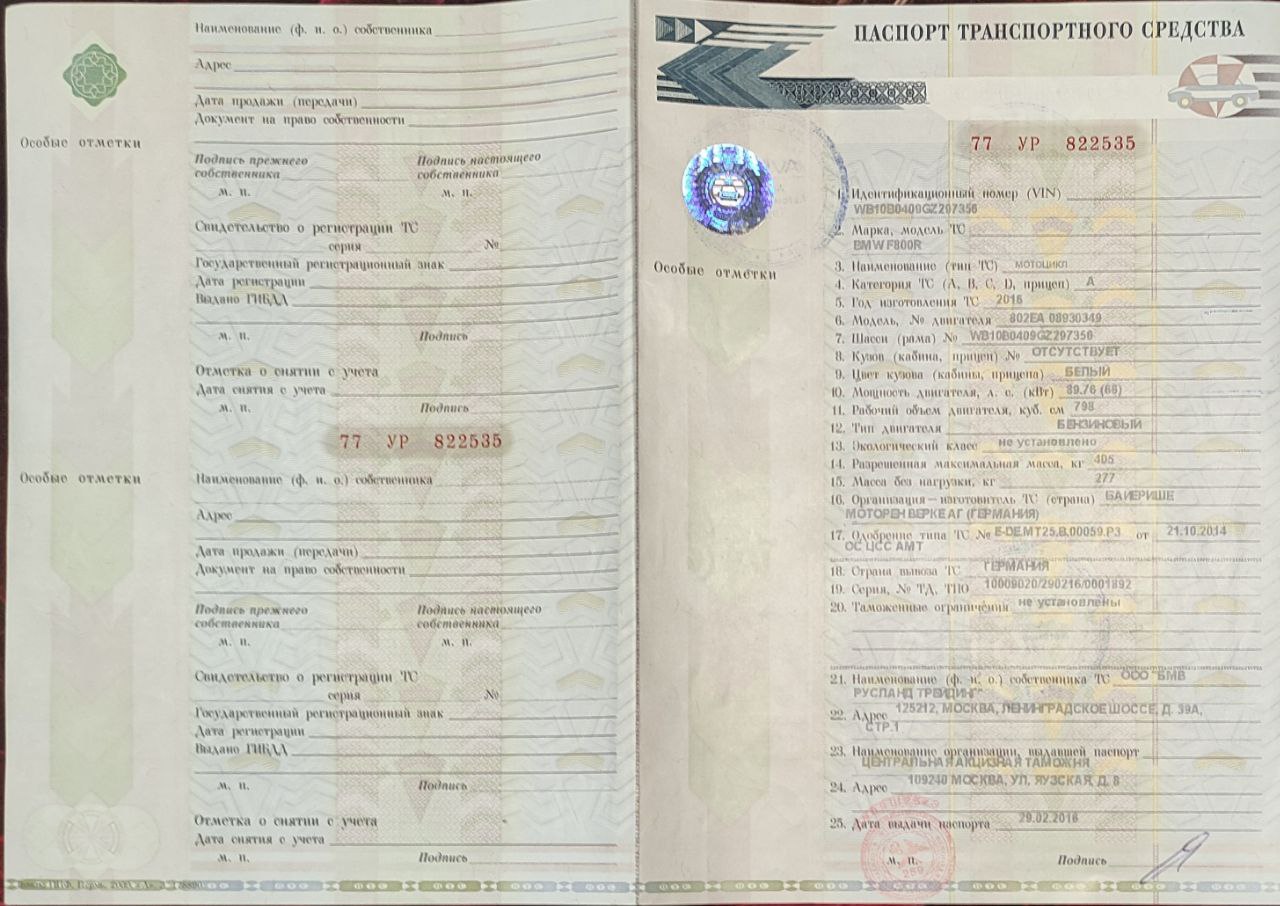 Наименование (ф. и. о.) собственника
Адрес
Дата продажи (передачи)
Документ на право собственности
Особые отметки
Подпись прежнего собственника
Подпись настоящего собственника
м. п.
м. п.
Свидетельство о регистрации ТС
серия №
Государственный регистрационный знак
Дата регистрации
Выдано ГИБДД
м. п. Подпись
Отметка о снятии с учета
Дата снятия с учета
м. п. Подпись
77 УР 822535
Особые отметки
Наименование (ф. и. о.) собственника
Адрес
Дата продажи (передачи)
Документ на право собственности
Подпись прежнего собственника
Подпись настоящего собственника
м. п.
м. п.
Свидетельство о регистрации ТС
серия №
Государственный регистрационный знак
Дата регистрации
Выдано ГИБДД
м. п. Подпись
Отметка о снятии с учета
Дата снятия с учета
м. п. Подпись
ПАСПОРТ ТРАНСПОРТНОГО СРЕДСТВА
77 УР 822535
Особые отметки
1. Идентификационный номер (VIN)
WB10B0409GZ297356
2. Марка, модель ТС
BMW F800R
3. Наименование (тип ТС) мотоцикл
4. Категория ТС (А, В, С, D, прицеп) А
5. Год изготовления ТС 2016
6. Модель, № двигателя 802EA 08930349
7. Шасси (рама) № WB10B0409GZ297356
8. Кузов (кабина, прицеп) № ОТСУТСТВУЕТ
9. Цвет кузова (кабины, прицепа) БЕЛЫЙ
10. Мощность двигателя, л. с. (кВт) 89.76 (66)
11. Рабочий объем двигателя, куб. см 798
12. Тип двигателя БЕНЗИНОВЫЙ
13. Экологический класс не установлено
14. Разрешенная максимальная масса, кг 405
15. Масса без нагрузки, кг 277
16. Организация – изготовитель ТС (страна) БАЙЕРИШЕ
МОТОРЕН ВЕРКЕ АГ (ГЕРМАНИЯ)
17. Одобрение типа ТС № E-DE.MT25.B.00059.P3 от 21.10.2014
ОС ЦСС АМТ
18. Страна вывоза ТС ГЕРМАНИЯ
19. Серия, № ТД, ТПО 10009020/290216/0001892
20. Таможенные ограничения не установлены
21. Наименование (ф. и. о.) собственника ТС ООО "БМВ
РУСЛАНД ТРЕЙДИНГ"
22. Адрес 125212, МОСКВА, ЛЕНИНГРАДСКОЕ ШОССЕ, Д. 39А,
СТР.1
23. Наименование организации, выдавшей паспорт
ЦЕНТРАЛЬНАЯ АКЦИЗНАЯ ТАМОЖНЯ
24. Адрес 109240 МОСКВА, УЛ. ЯУЗСКАЯ, Д. 8
25. Дата выдачи паспорта 29.02.2016
м. п. Подпись